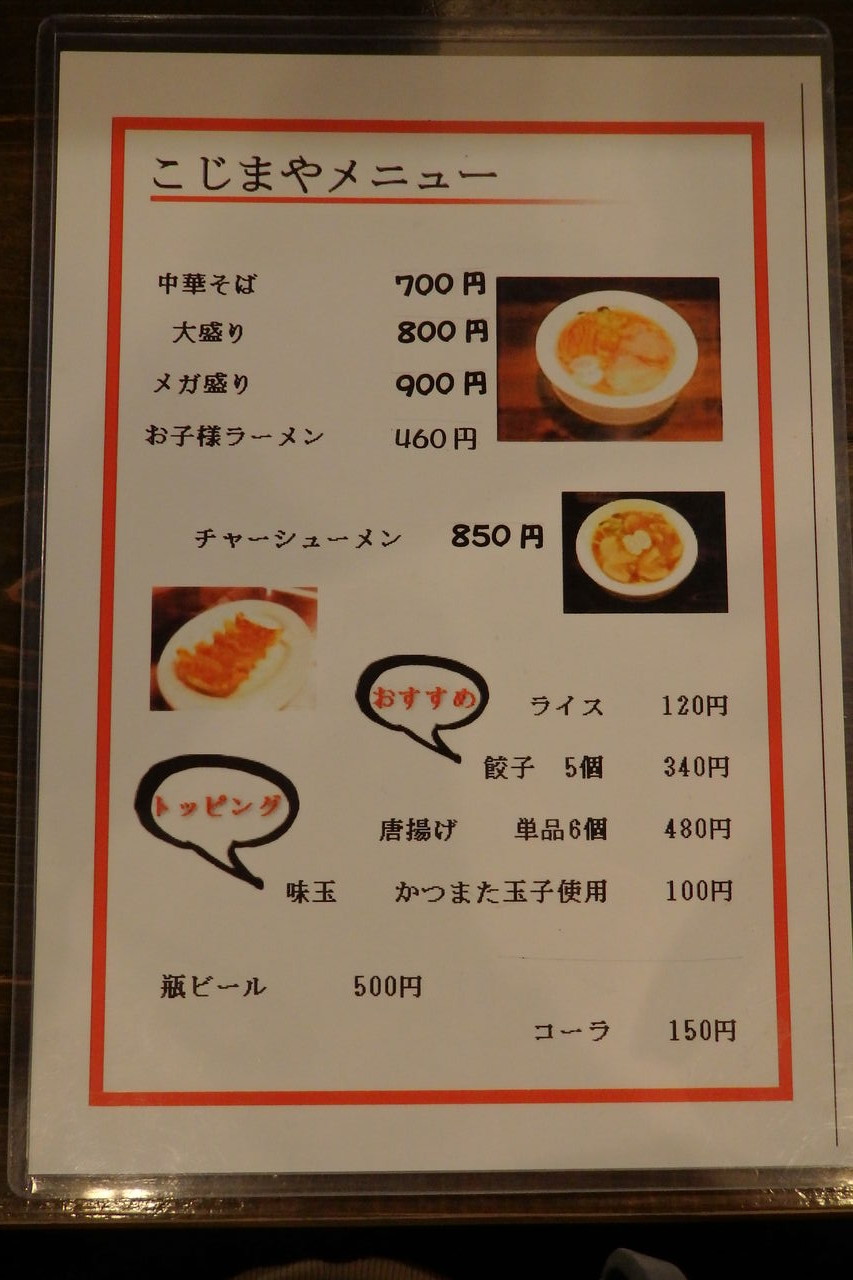 こじまやメニュー
中華そば 700円
大盛り 800円
メガ盛り 900円
お子様ラーメン 460円
チャーシューメン 850円
おすすめ
ライス 120円
餃子 5個 340円
トッピング
唐揚げ 単品6個 480円
味玉 かつまた玉子使用 100円
瓶ビール 500円
コーラ 150円